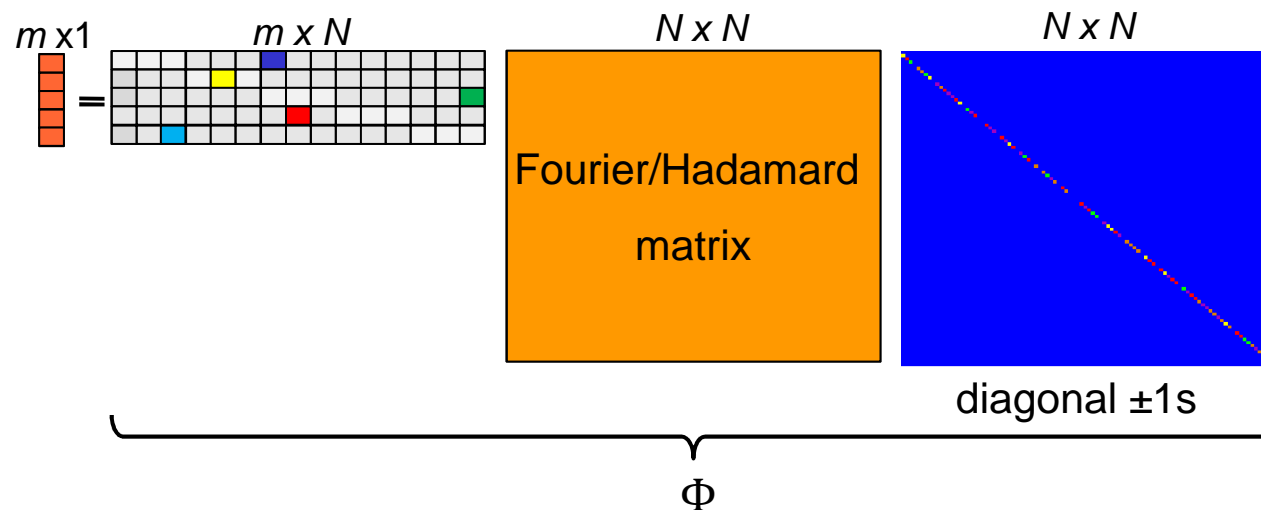 m x1
=
m x N
N x N
N x N
Fourier/Hadamard
matrix
diagonal ±1s
Φ